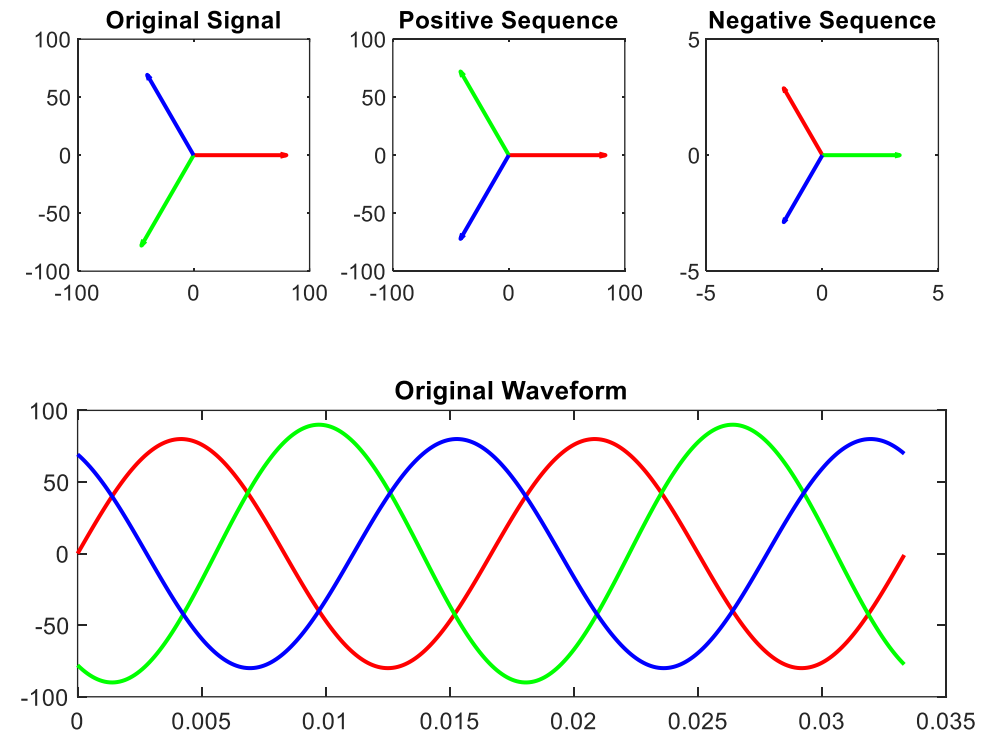 Original Signal
100
50
0
-50
-100
-100 0 100
Positive Sequence
100
50
0
-50
-100
-100 0 100
Negative Sequence
5
0
-5
-5 0 5
Original Waveform
100
50
0
-50
-100
0 0.005 0.01 0.015 0.02 0.025 0.03 0.035